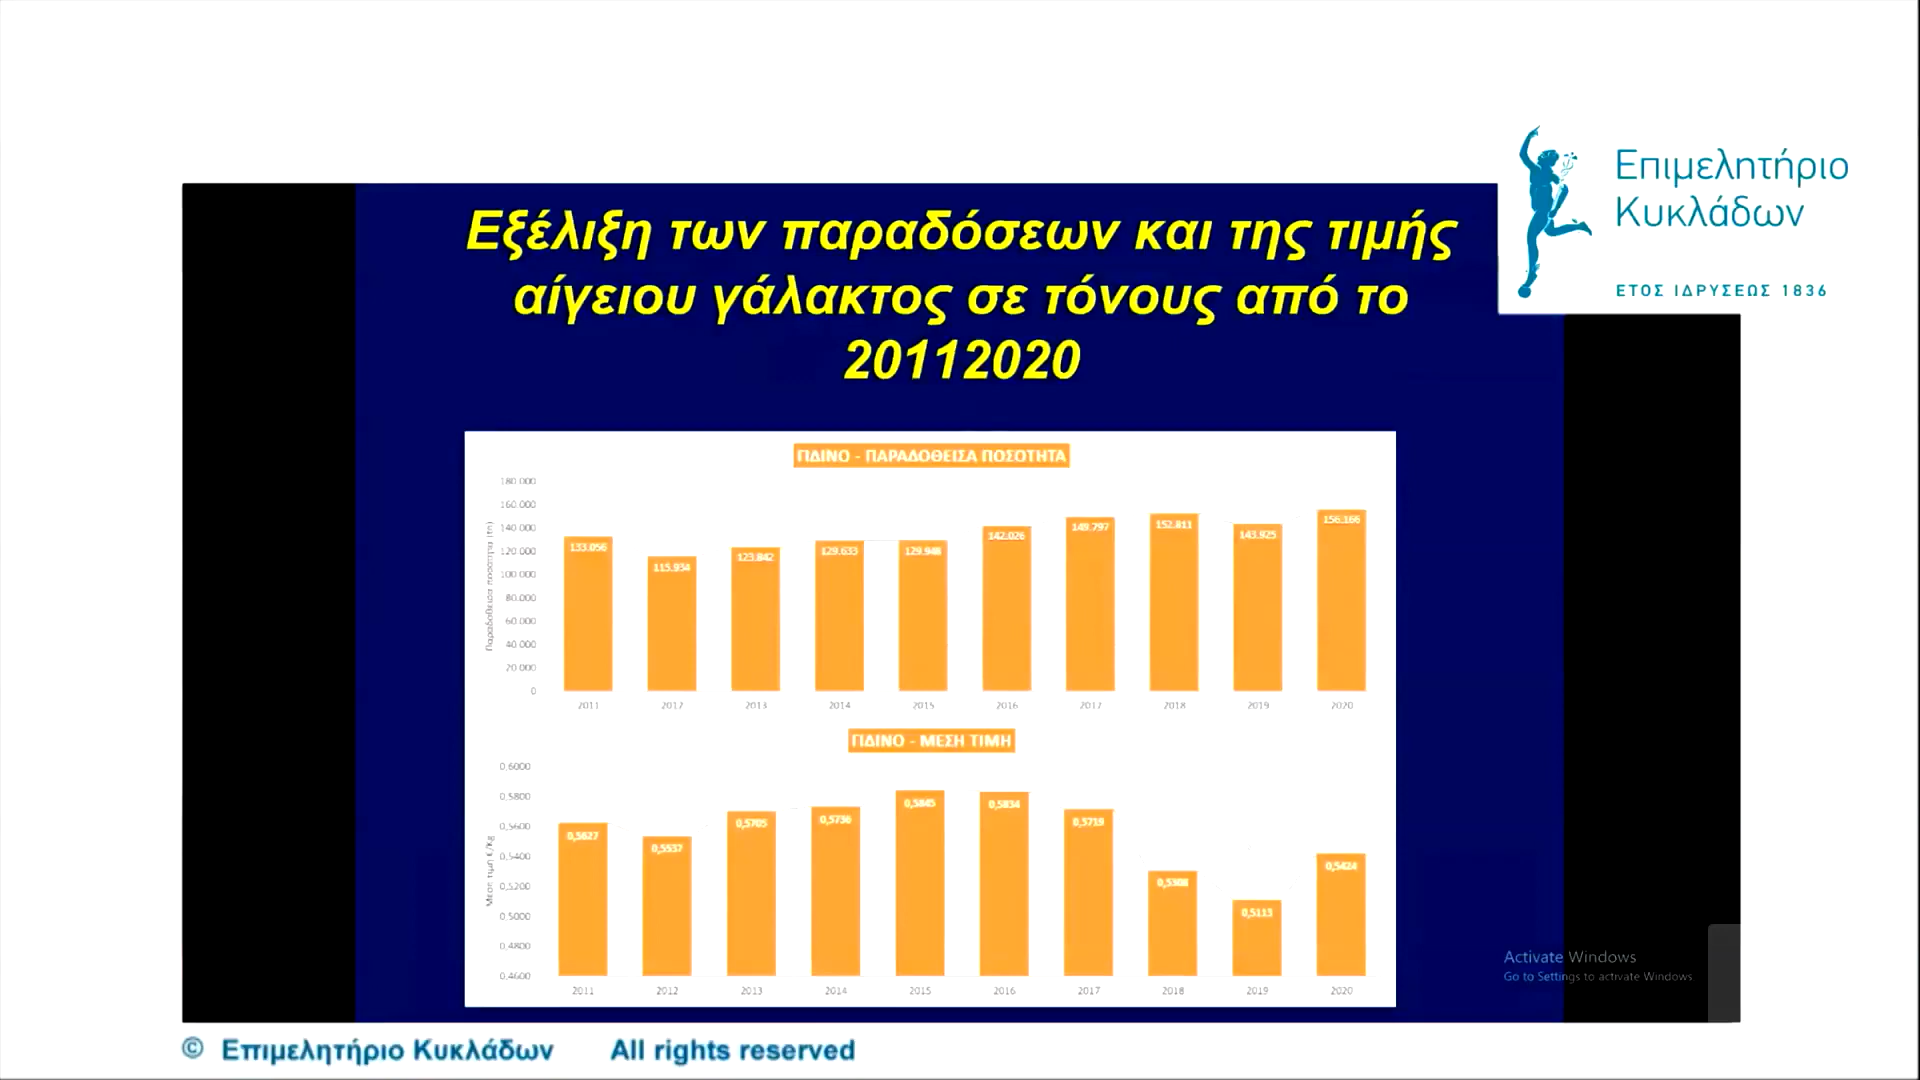 Επιμελητήριο
Κυκλάδων
ΕΤΟΣ ΙΔΡΥΣΕΩΣ 1836
Εξέλιξη των παραδόσεων και της τιμής
αίγειου γάλακτος σε τόνους από το
20112020
ΓΙΔΙΝΟ - ΠΑΡΑΔΟΘΕΙΣΑ ΠΟΣΟΤΗΤΑ
Παραδοθείσα ποσότητα (tn)
180.000
160.000
140.000
120.000
100.000
80.000
60.000
40.000
20.000
0
133.056
115.934
123.842
129.633
129.948
142.026
149.797
152.811
143.925
156.166
2011 2012 2013 2014 2015 2016 2017 2018 2019 2020
ΓΙΔΙΝΟ - ΜΕΣΗ ΤΙΜΗ
Μέση τιμή €/Kg
0,6000
0,5800
0,5600
0,5400
0,5200
0,5000
0,4800
0,4600
0,5627
0,5537
0,5705
0,5736
0,5845
0,5834
0,5719
0,5308
0,5113
0,5424
2011 2012 2013 2014 2015 2016 2017 2018 2019 2020
Activate Windows
Go to Settings to activate Windows.
© Επιμελητήριο Κυκλάδων All rights reserved